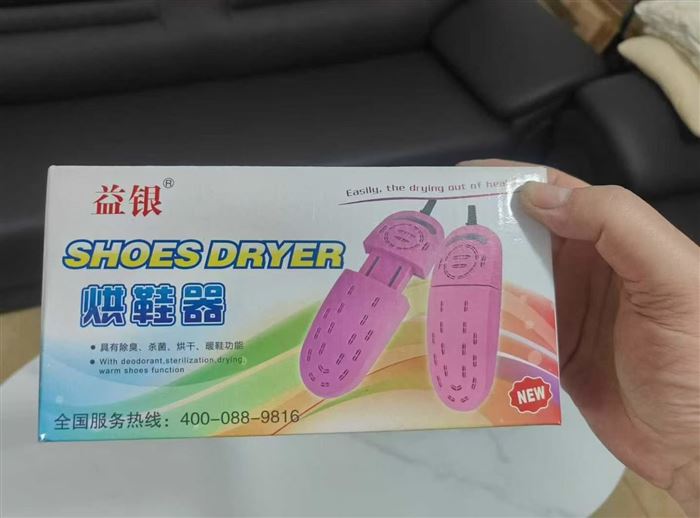 益银®
Easily, the drying out of
SHOES DRYER
烘鞋器
• 具有除臭、杀菌、烘干、暖鞋功能
• With deodorant,sterilization,drying,
warm shoes function
NEW
全国服务热线：400-088-9816